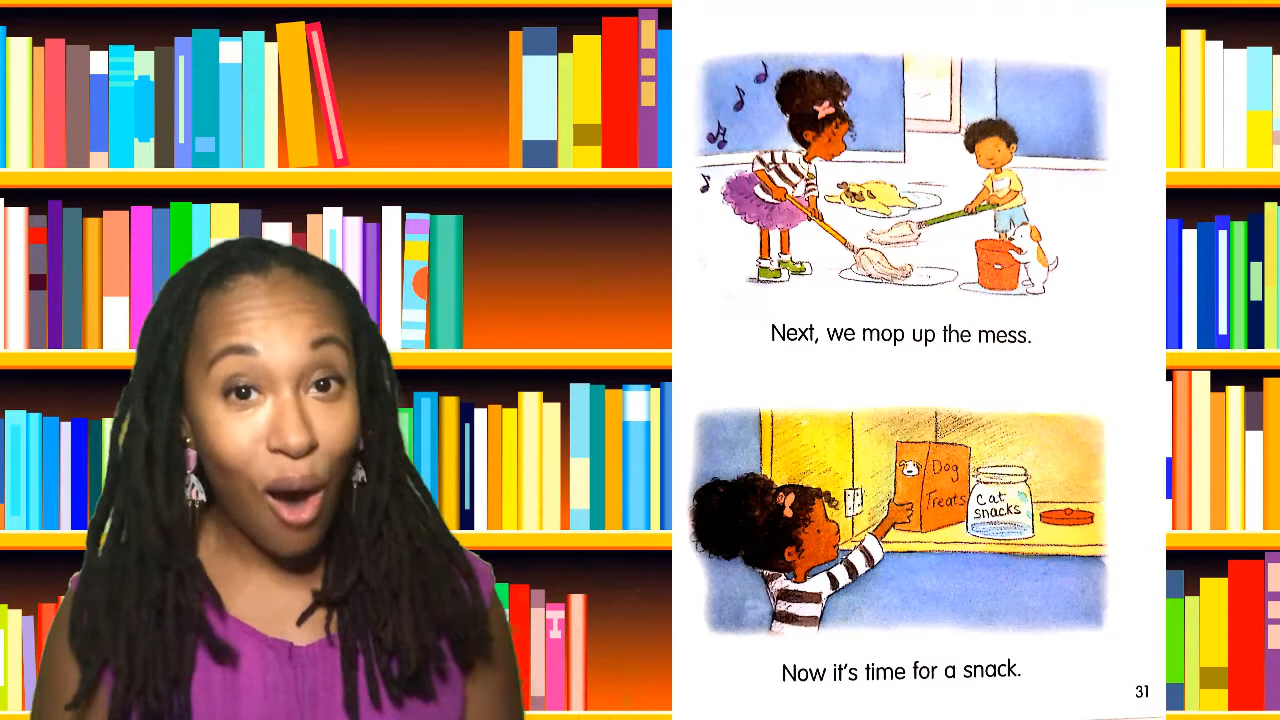 Next, we mop up the mess.
Dog
Treats
Cat
snacks
Now it's time for a snack.
31